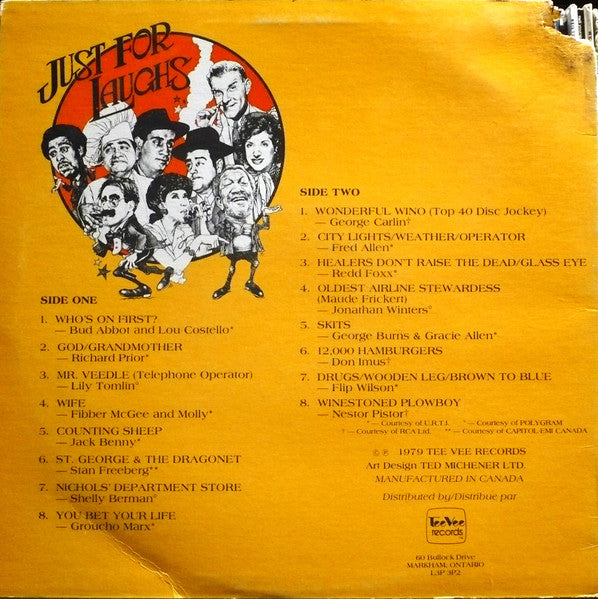 JUST FOR
LAUGHS
SIDE ONE
1. WHO'S ON FIRST?
— Bud Abbot and Lou Costello*
2. GOD/GRANDMOTHER
— Richard Prior*
3. MR. VEEDLE (Telephone Operator)
— Lily Tomlin°
4. WIFE
— Fibber McGee and Molly*
5. COUNTING SHEEP
— Jack Benny*
6. ST. GEORGE & THE DRAGONET
— Stan Freeberg**
7. NICHOLS' DEPARTMENT STORE
— Shelly Berman°
8. YOU BET YOUR LIFE
— Groucho Marx*
SIDE TWO
1. WONDERFUL WINO (Top 40 Disc Jockey)
— George Carlin†
2. CITY LIGHTS/WEATHER/OPERATOR
— Fred Allen*
3. HEALERS DON'T RAISE THE DEAD/GLASS EYE
— Redd Foxx*
4. OLDEST AIRLINE STEWARDESS
(Maude Frickert)
— Jonathan Winters°
5. SKITS
— George Burns & Gracie Allen*
6. 12,000 HAMBURGERS
— Don Imus†
7. DRUGS/WOODEN LEG/BROWN TO BLUE
— Flip Wilson*
8. WINESTONED PLOWBOY
— Nestor Pistor†
* — Courtesy of U.R.T.I. ° — Courtesy of POLYGRAM
† — Courtesy of RCA Ltd. ** — Courtesy of CAPITOL-EMI CANADA
© ℗ 1979 TEE VEE RECORDS
Art Design TED MICHENER LTD.
MANUFACTURED IN CANADA
Distributed by/Distribue par
TeeVee
records
60 Bullock Drive
MARKHAM, ONTARIO
L3P 3P2